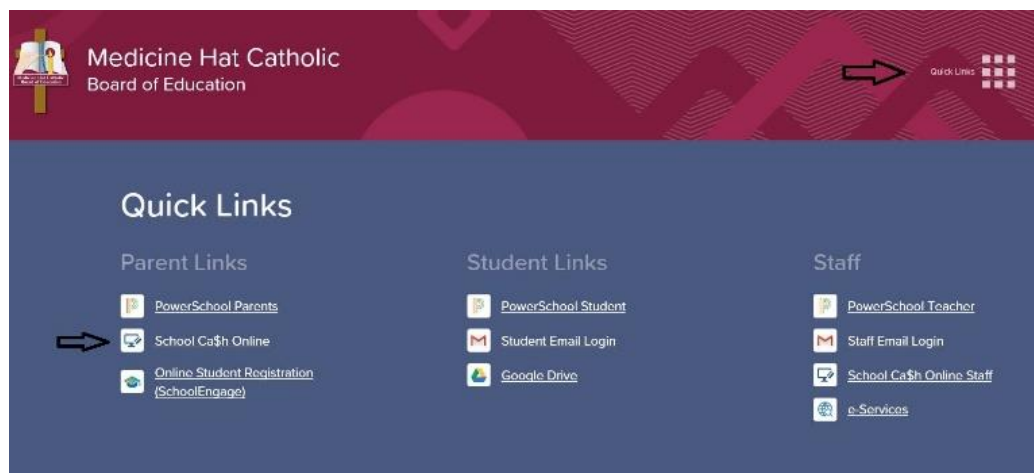 Medicine Hat Catholic
Board of Education
Quick Links
Quick Links
Parent Links
PowerSchool Parents
School Ca$h Online
Online Student Registration
(SchoolEngage)
Student Links
PowerSchool Student
Student Email Login
Google Drive
Staff
PowerSchool Teacher
Staff Email Login
School Ca$h Online Staff
e-Services